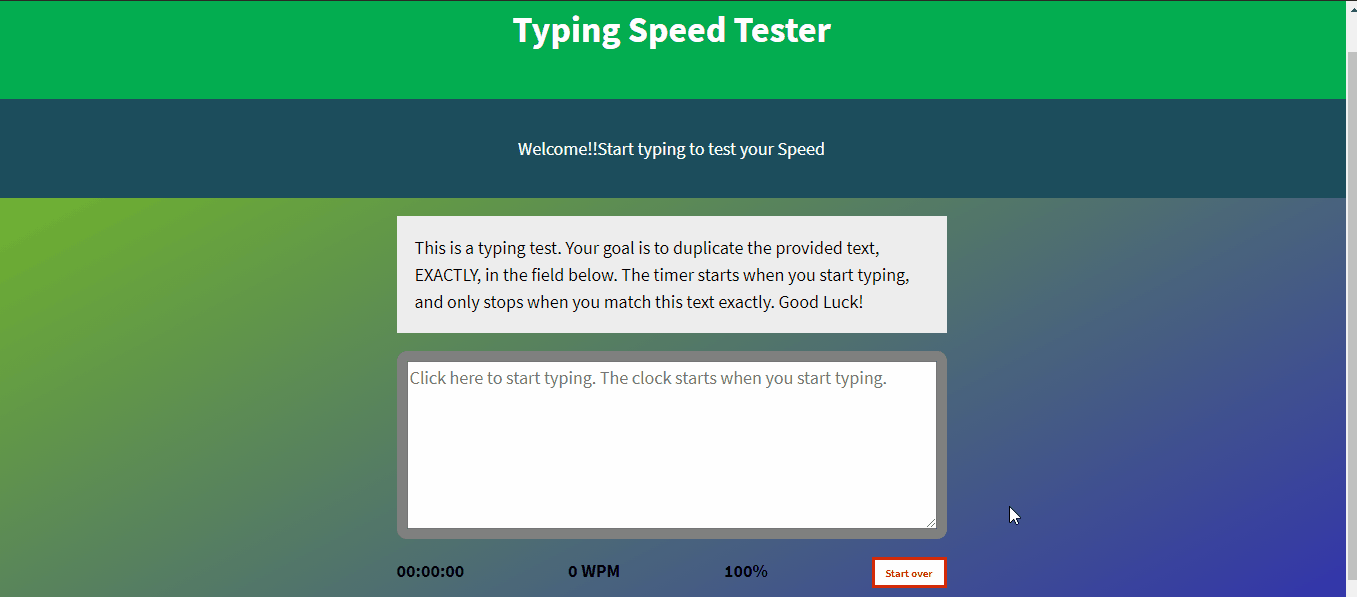 Typing Speed Tester
Welcome!!Start typing to test your Speed
This is a typing test. Your goal is to duplicate the provided text,
EXACTLY, in the field below. The timer starts when you start typing,
and only stops when you match this text exactly. Good Luck!
Click here to start typing. The clock starts when you start typing.
00:00:00 0 WPM 100% Start over